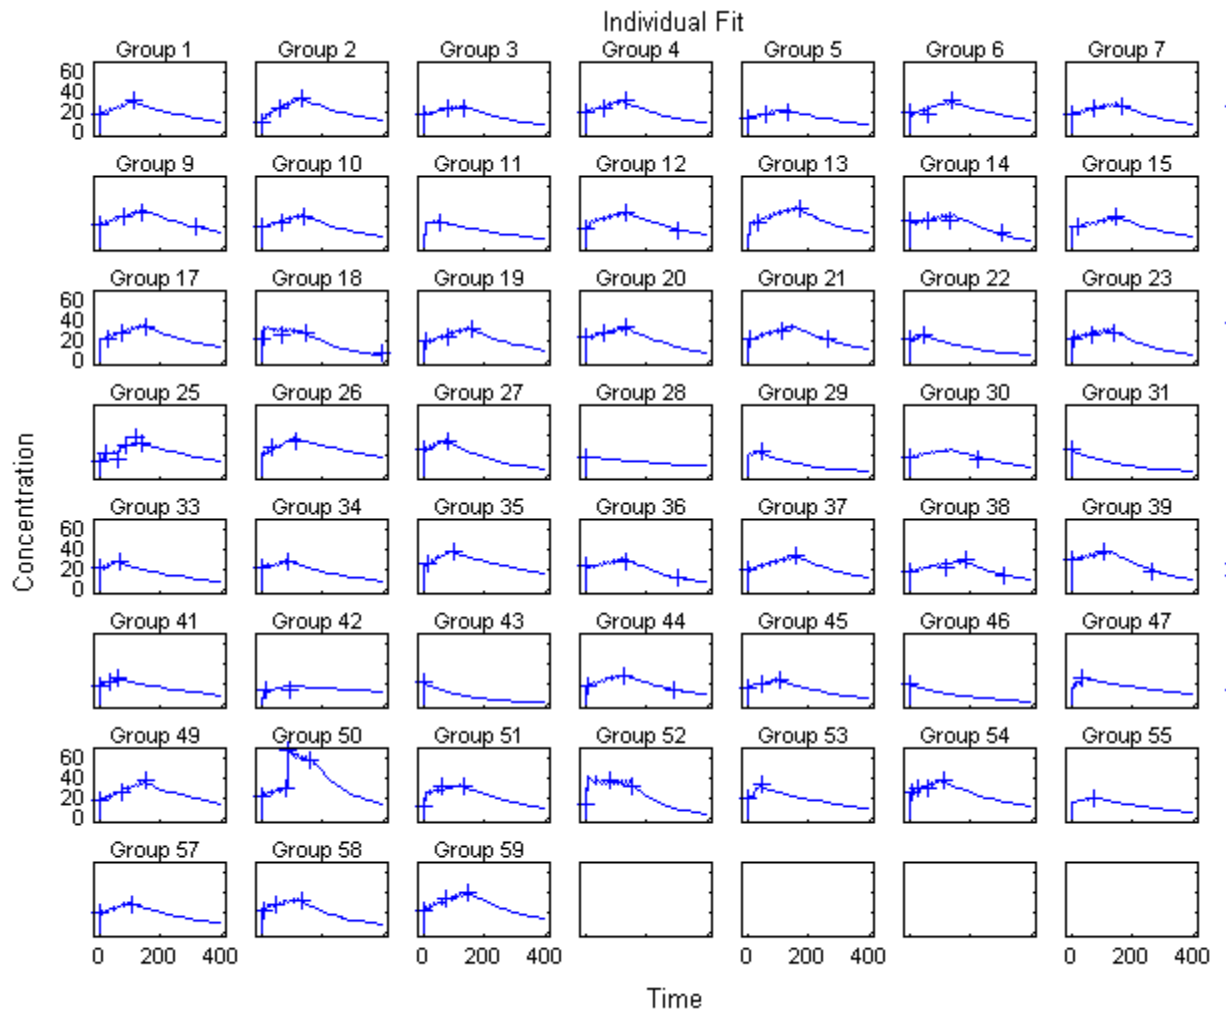 Individual Fit
Group 1 Group 2 Group 3 Group 4 Group 5 Group 6 Group 7
60
40
20
0
Group 9 Group 10 Group 11 Group 12 Group 13 Group 14 Group 15
Group 17 Group 18 Group 19 Group 20 Group 21 Group 22 Group 23
60
40
20
0
Group 25 Group 26 Group 27 Group 28 Group 29 Group 30 Group 31
Concentration
Group 33 Group 34 Group 35 Group 36 Group 37 Group 38 Group 39
60
40
20
0
Group 41 Group 42 Group 43 Group 44 Group 45 Group 46 Group 47
Group 49 Group 50 Group 51 Group 52 Group 53 Group 54 Group 55
60
40
20
0
Group 57 Group 58 Group 59
0 200 400 0 200 400 0 200 400
Time